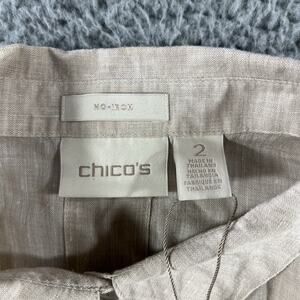 NO-IRON
chico's
2
MADE IN
THAILAND
HECHO EN
TAILANDIA
FABRIQUÉ EN
THAÏLANDE